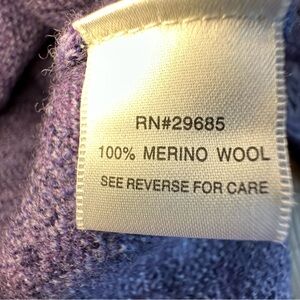 RN#29685
100% MERINO WOOL
SEE REVERSE FOR CARE